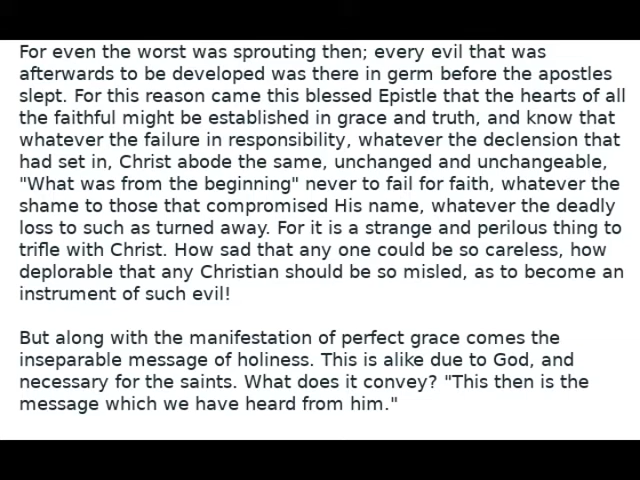 For even the worst was sprouting then; every evil that was
afterwards to be developed was there in germ before the apostles
slept. For this reason came this blessed Epistle that the hearts of all
the faithful might be established in grace and truth, and know that
whatever the failure in responsibility, whatever the declension that
had set in, Christ abode the same, unchanged and unchangeable,
"What was from the beginning" never to fail for faith, whatever the
shame to those that compromised His name, whatever the deadly
loss to such as turned away. For it is a strange and perilous thing to
trifle with Christ. How sad that any one could be so careless, how
deplorable that any Christian should be so misled, as to become an
instrument of such evil!

But along with the manifestation of perfect grace comes the
inseparable message of holiness. This is alike due to God, and
necessary for the saints. What does it convey? "This then is the
message which we have heard from him."